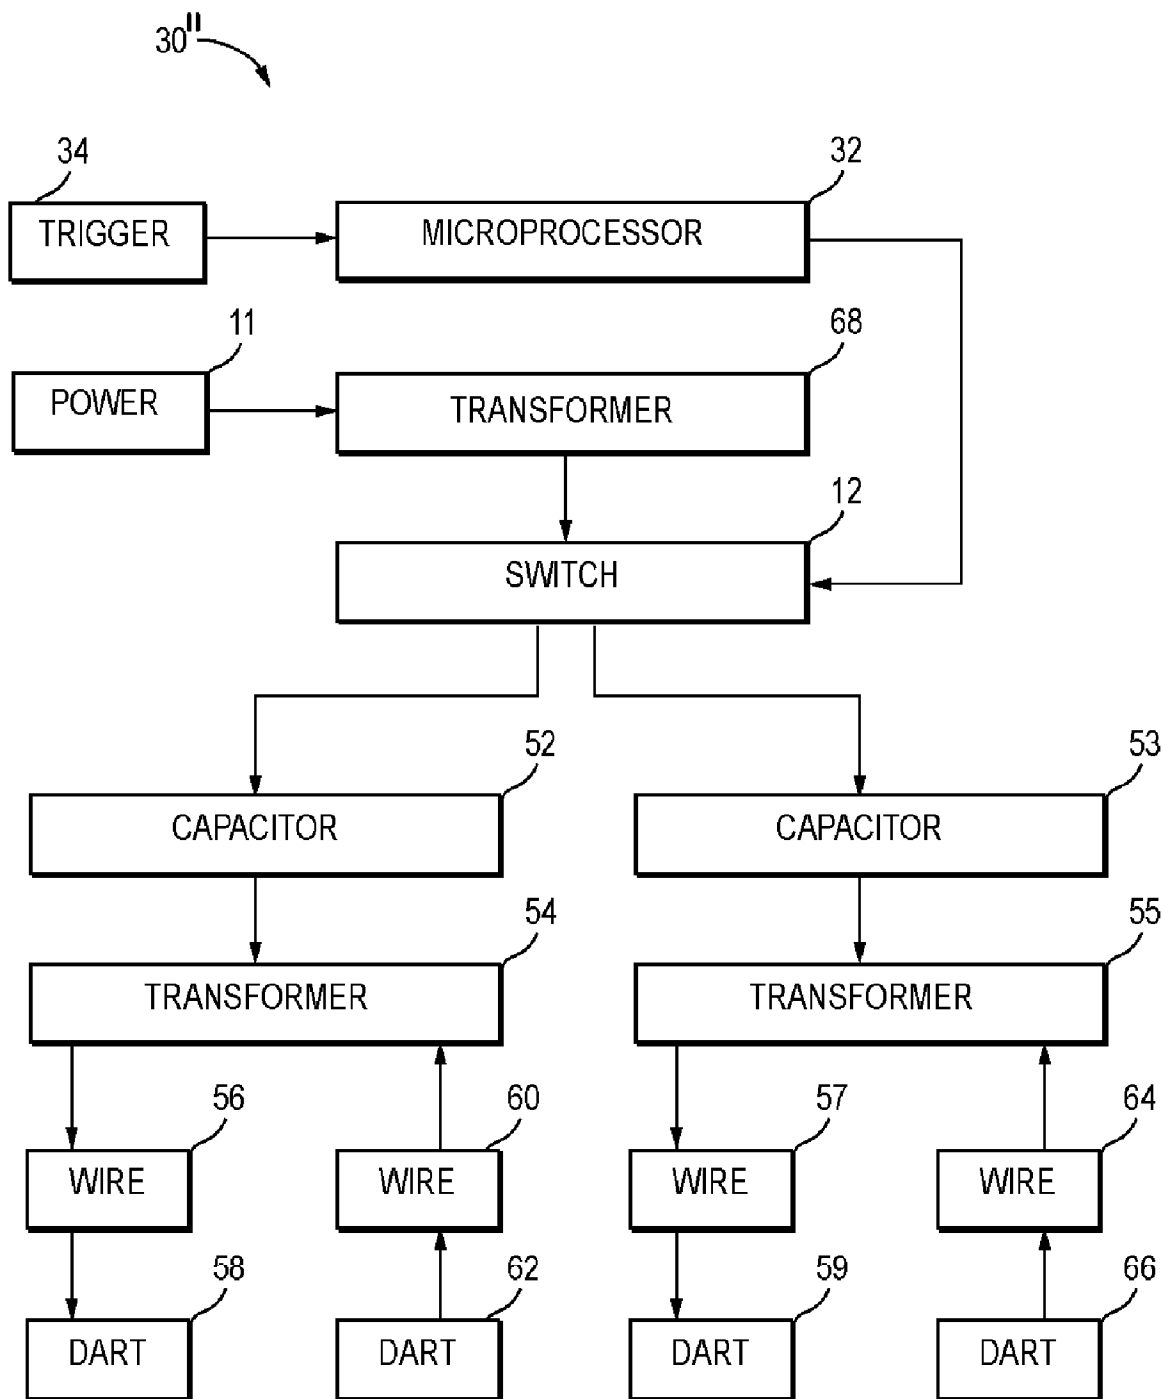 30"
34
32
TRIGGER
MICROPROCESSOR
11
68
POWER
TRANSFORMER
12
SWITCH
52
53
CAPACITOR
CAPACITOR
54
55
TRANSFORMER
TRANSFORMER
56
60
57
64
WIRE
WIRE
WIRE
WIRE
58
62
59
66
DART
DART
DART
DART